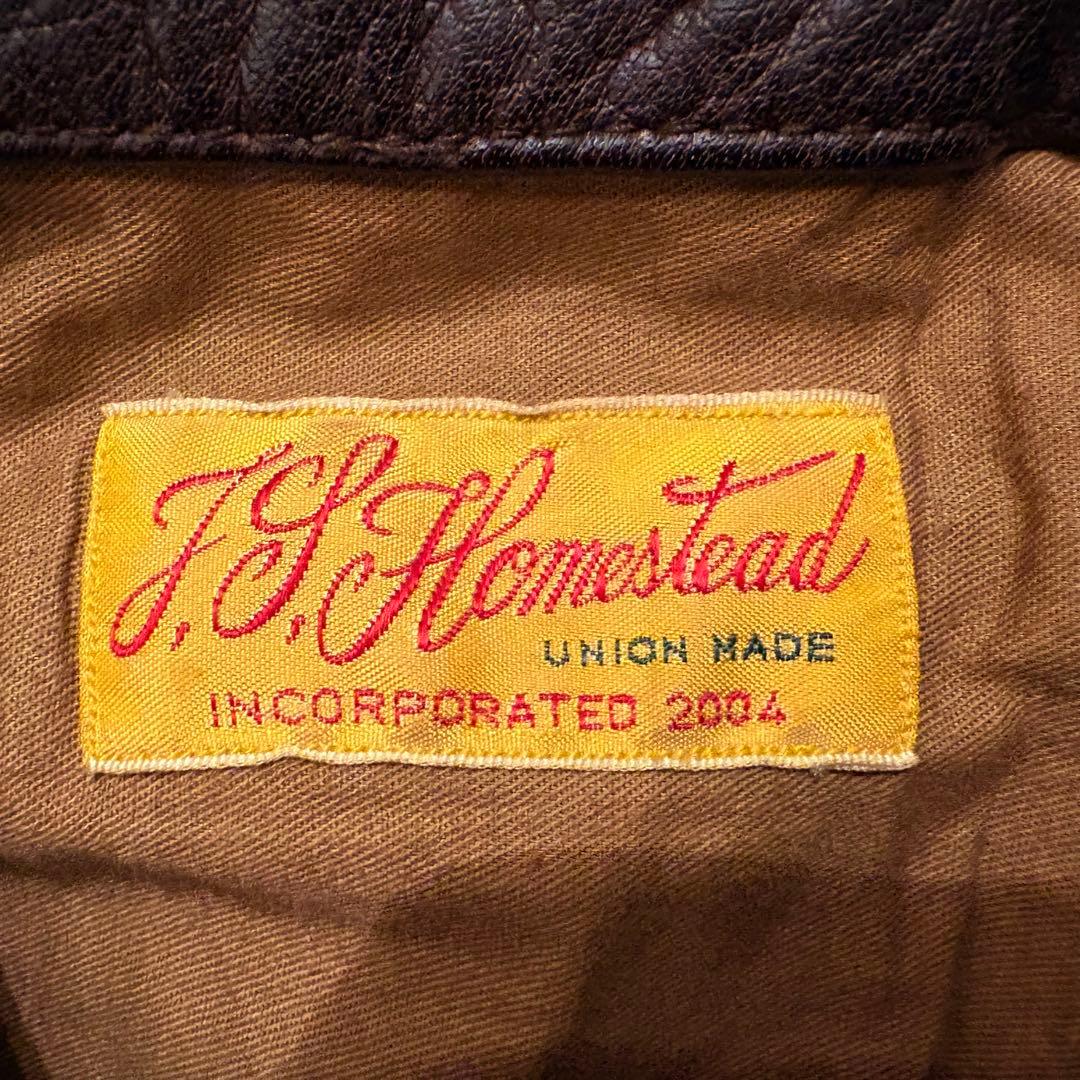 J.S. Homestead
UNION MADE
INCORPORATED 2004